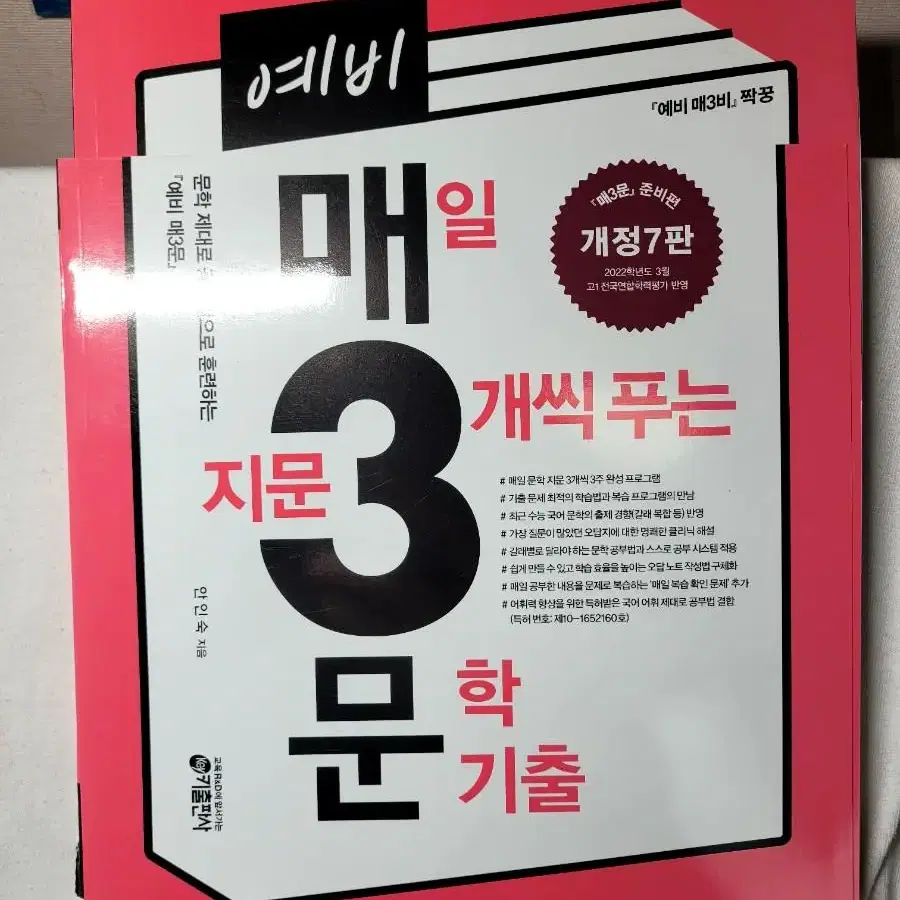 예비
『예비 매3비』 짝꿍
매일
3개씩 푸는
지문
문학
기출
『매3문』 준비편
개정7판
2022학년도 3월
고1 전국연합학력평가 반영
문학 제대로 으로 훈련하는
『예비 매3문』
# 매일 문학 지문 3개씩 3주 완성 프로그램
# 기출 문제 최적의 학습법과 복습 프로그램의 만남
# 최근 수능 국어 문학의 출제 경향(갈래 복합 등) 반영
# 가장 질문이 많았던 오답지에 대한 명쾌한 클리닉 해설
# 갈래별로 달라야 하는 문학 공부법과 스스로 공부 시스템 적용
# 쉽게 만들 수 있고 학습 효율을 높이는 오답 노트 작성법 구체화
# 매일 공부한 내용을 문제로 복습하는 '매일 복습 확인 문제' 추가
# 어휘력 향상을 위한 특허받은 국어 어휘 제대로 공부법 결합
(특허 번호: 제10-1652160호)
안인숙 지음
교육 R&D에 앞서가는
Key 키출판사